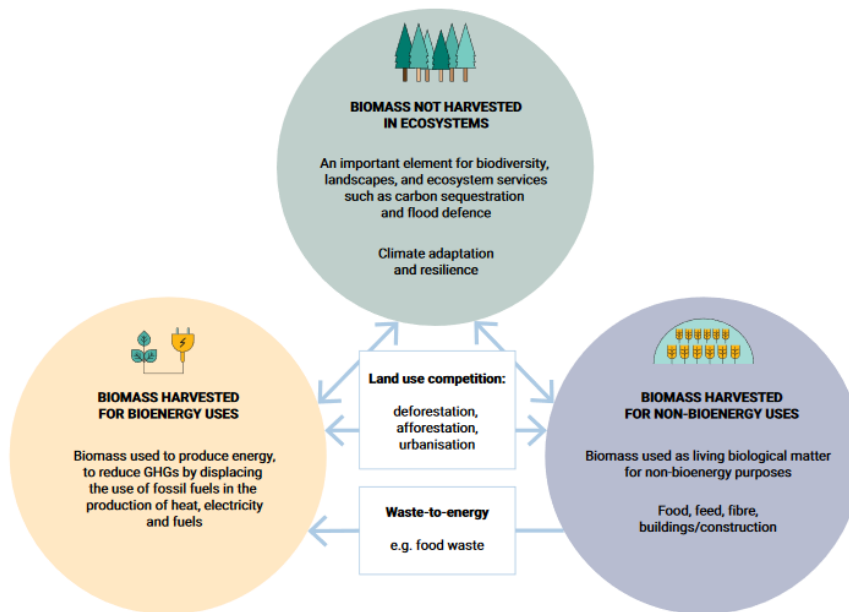 BIOMASS NOT HARVESTED
IN ECOSYSTEMS
An important element for biodiversity,
landscapes, and ecosystem services
such as carbon sequestration
and flood defence
Climate adaptation
and resilience
BIOMASS HARVESTED
FOR BIOENERGY USES
Biomass used to produce energy,
to reduce GHGs by displacing
the use of fossil fuels in the
production of heat, electricity
and fuels
Land use competition:
deforestation,
afforestation,
urbanisation
Waste-to-energy
e.g. food waste
BIOMASS HARVESTED
FOR NON-BIOENERGY USES
Biomass used as living biological matter
for non-bioenergy purposes
Food, feed, fibre,
buildings/construction